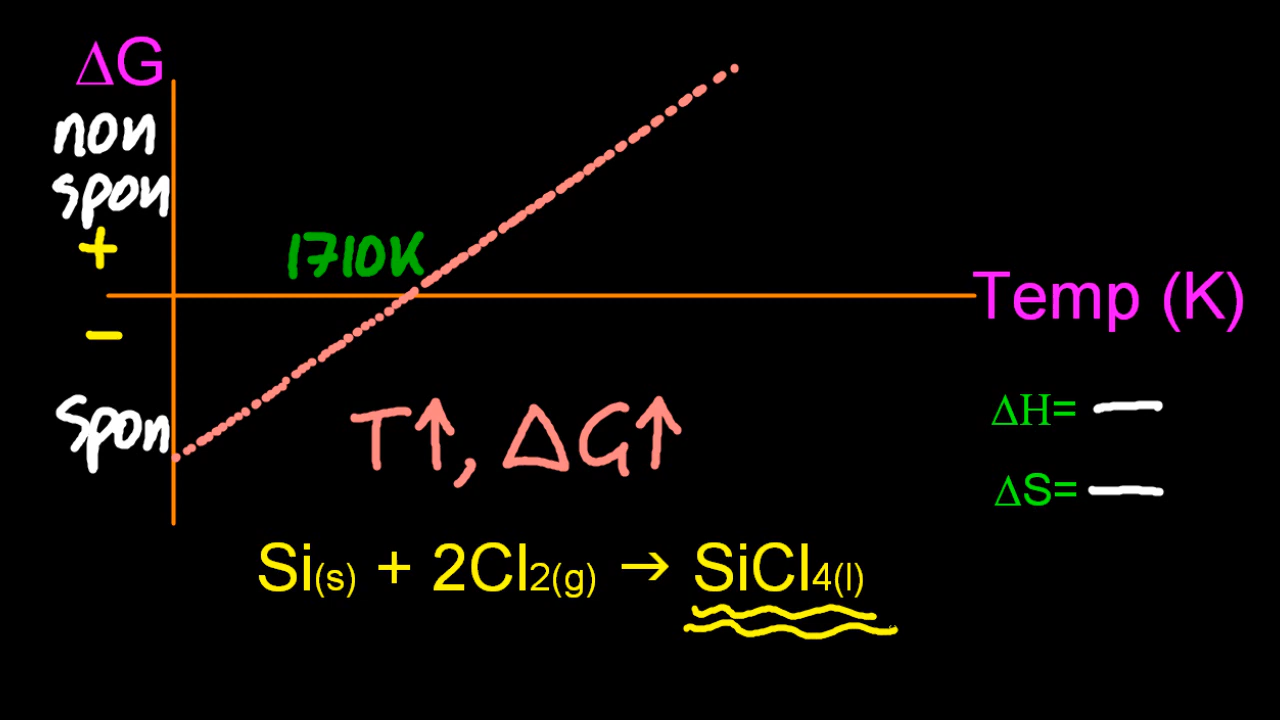 ΔG
non
spon
+
1710K
Temp (K)
−
Spon
T↑, ΔG↑
ΔH= —
ΔS= —
Si(s) + 2Cl2(g) → SiCl4(l)